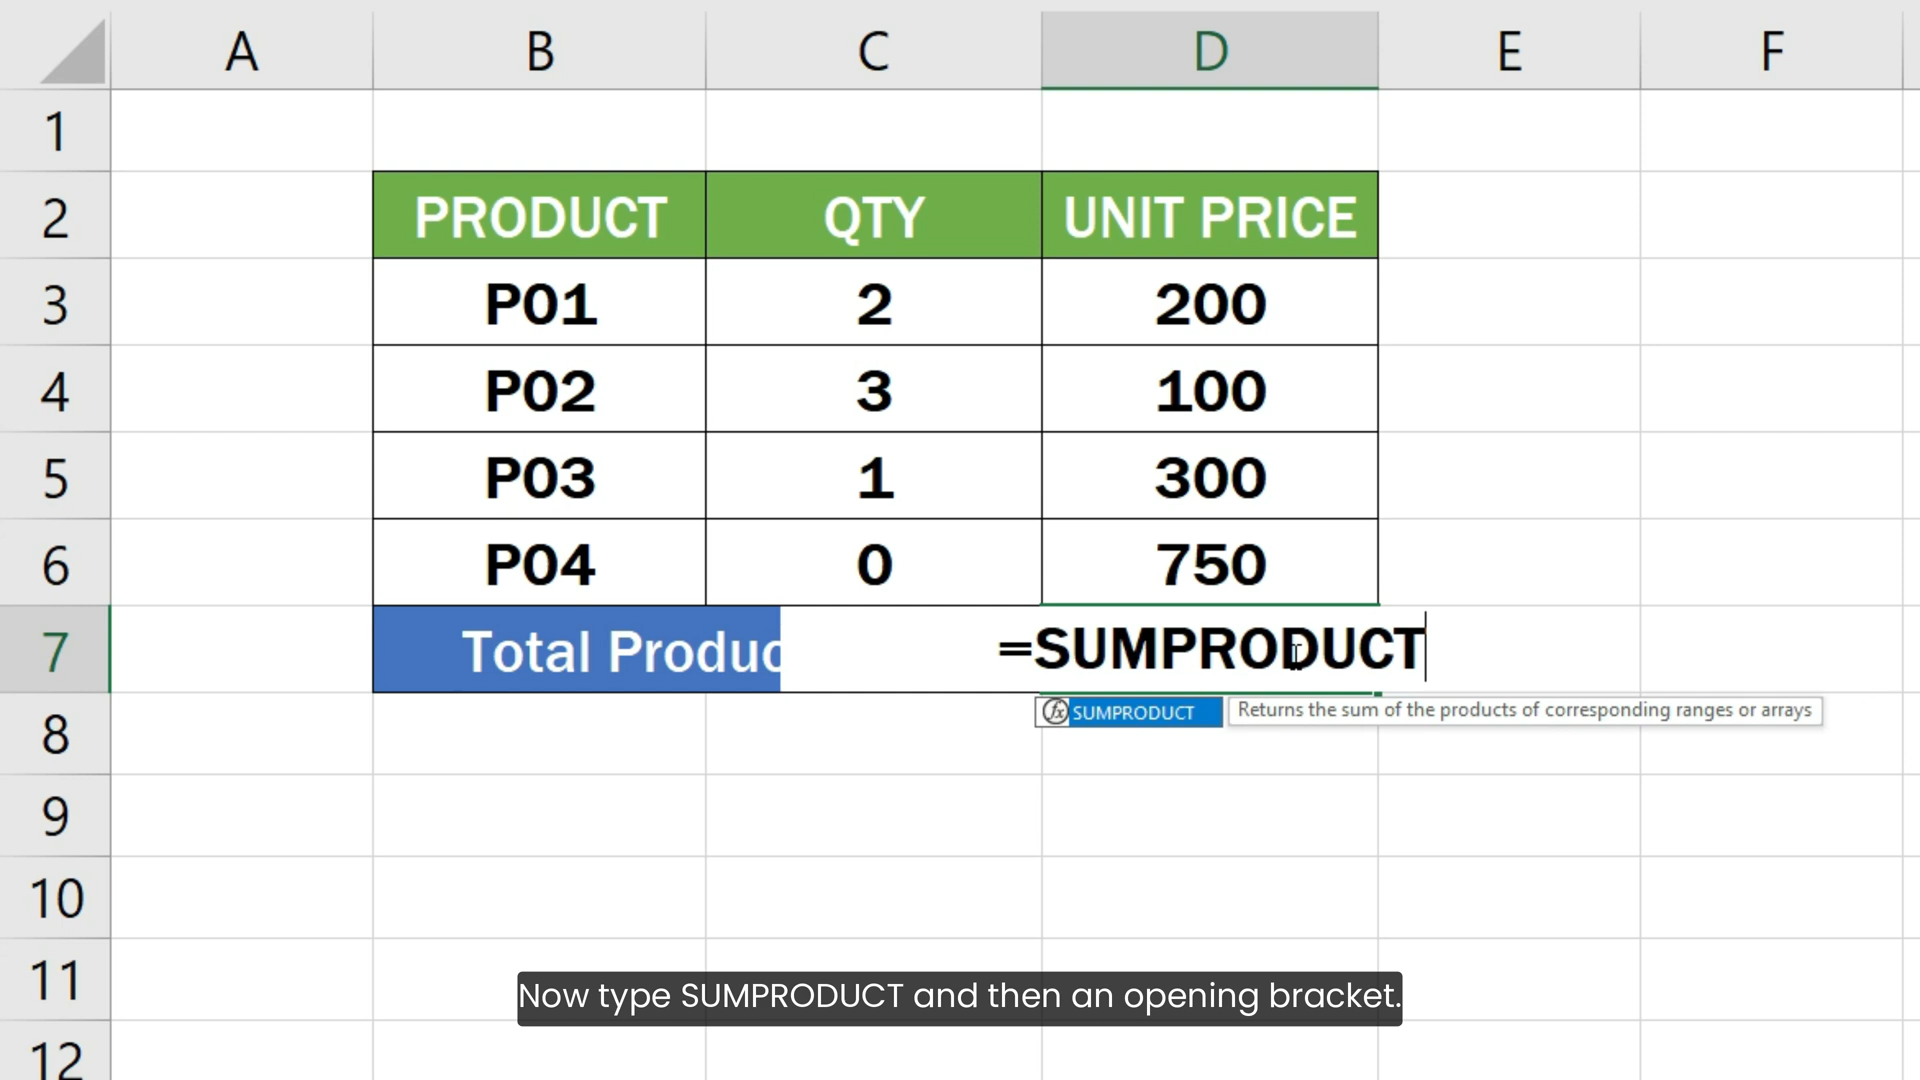 A B C D E F
1
2 PRODUCT QTY UNIT PRICE
3 P01 2 200
4 P02 3 100
5 P03 1 300
6 P04 0 750
7 Total Produc =SUMPRODUCT
fx SUMPRODUCT Returns the sum of the products of corresponding ranges or arrays
8
9
10
11
Now type SUMPRODUCT and then an opening bracket.
12